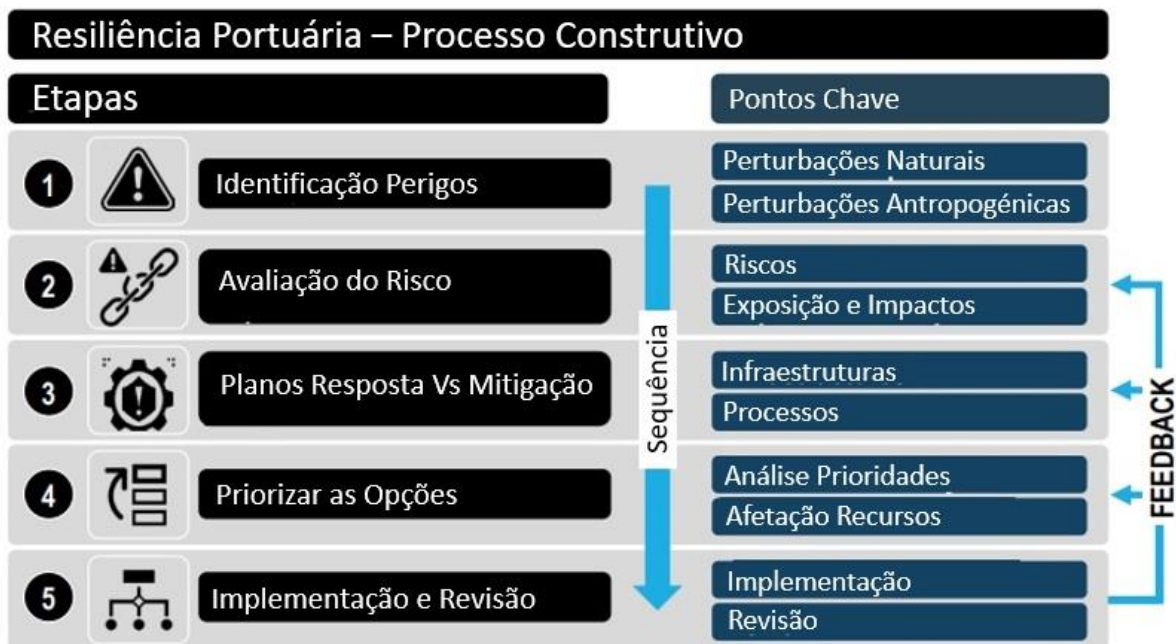 Resiliência Portuária – Processo Construtivo
Etapas
Pontos Chave
1
Identificação Perigos
Perturbações Naturais
Perturbações Antropogénicas
2
Avaliação do Risco
Riscos
Exposição e Impactos
3
Planos Resposta Vs Mitigação
Infraestruturas
Processos
4
Priorizar as Opções
Análise Prioridades
Afetação Recursos
5
Implementação e Revisão
Implementação
Revisão
Sequência
FEEDBACK